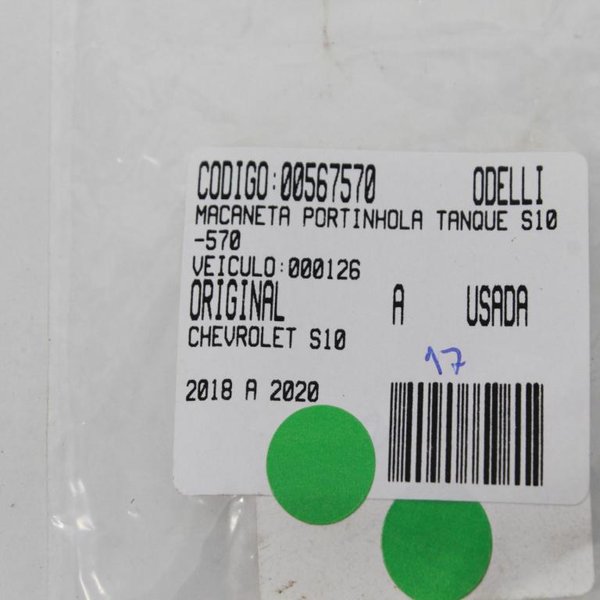 CODIGO:00567570 ODELLI
MACANETA PORTINHOLA TANQUE S10
-570
VEICULO:000126
ORIGINAL A USADA
CHEVROLET S10
17
2018 A 2020